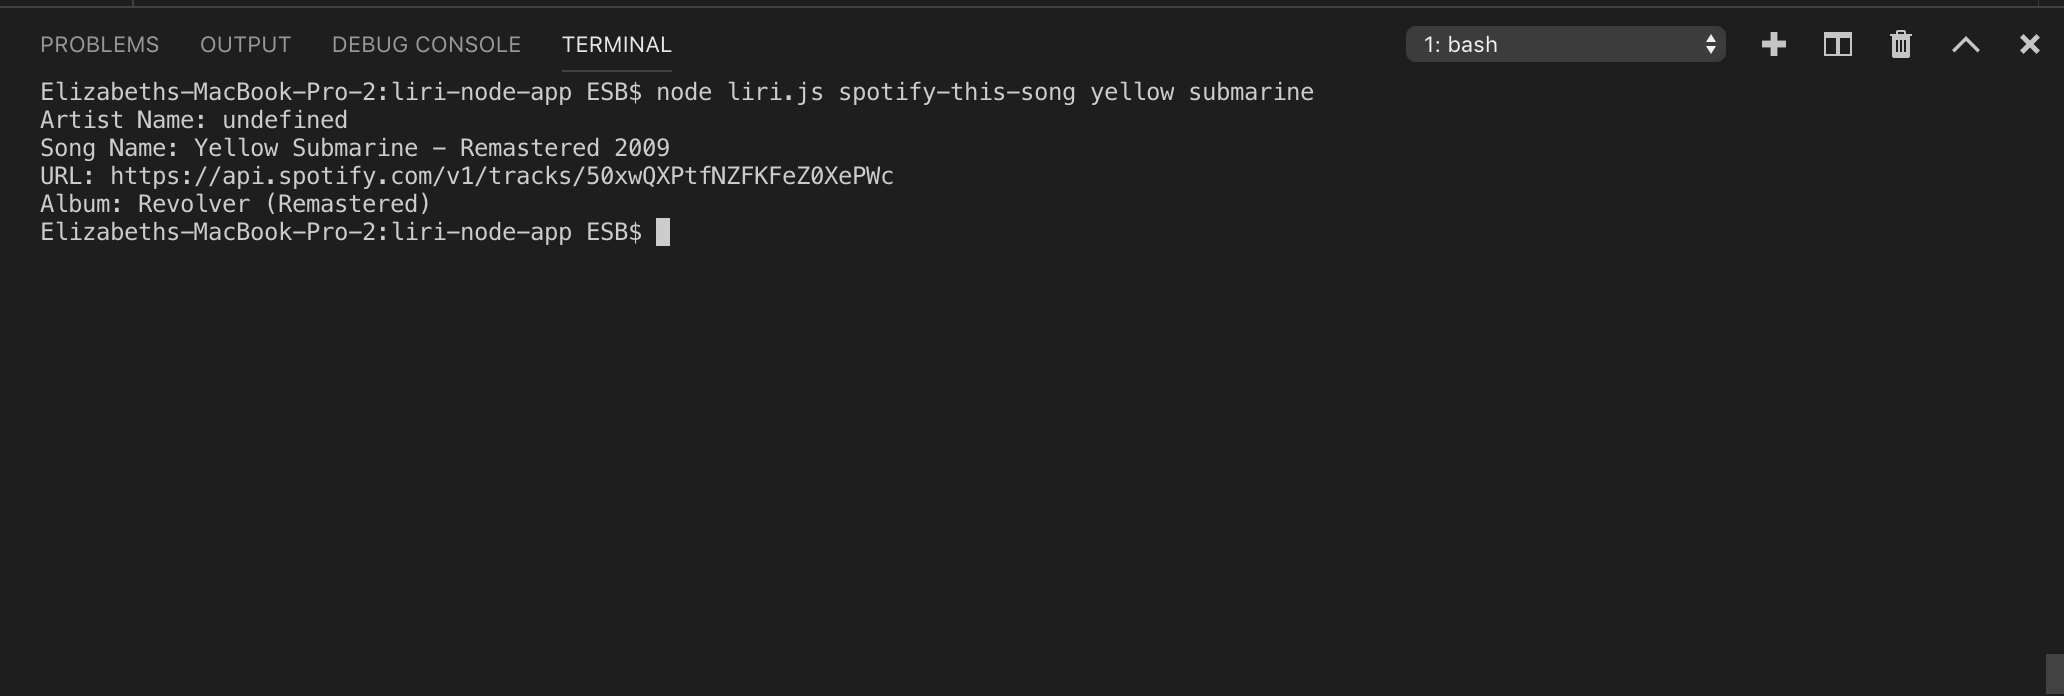 PROBLEMS OUTPUT DEBUG CONSOLE TERMINAL 1: bash
Elizabeths-MacBook-Pro-2:liri-node-app ESB$ node liri.js spotify-this-song yellow submarine
Artist Name: undefined
Song Name: Yellow Submarine - Remastered 2009
URL: https://api.spotify.com/v1/tracks/50xwQXPtfNZFKFeZ0XePWc
Album: Revolver (Remastered)
Elizabeths-MacBook-Pro-2:liri-node-app ESB$